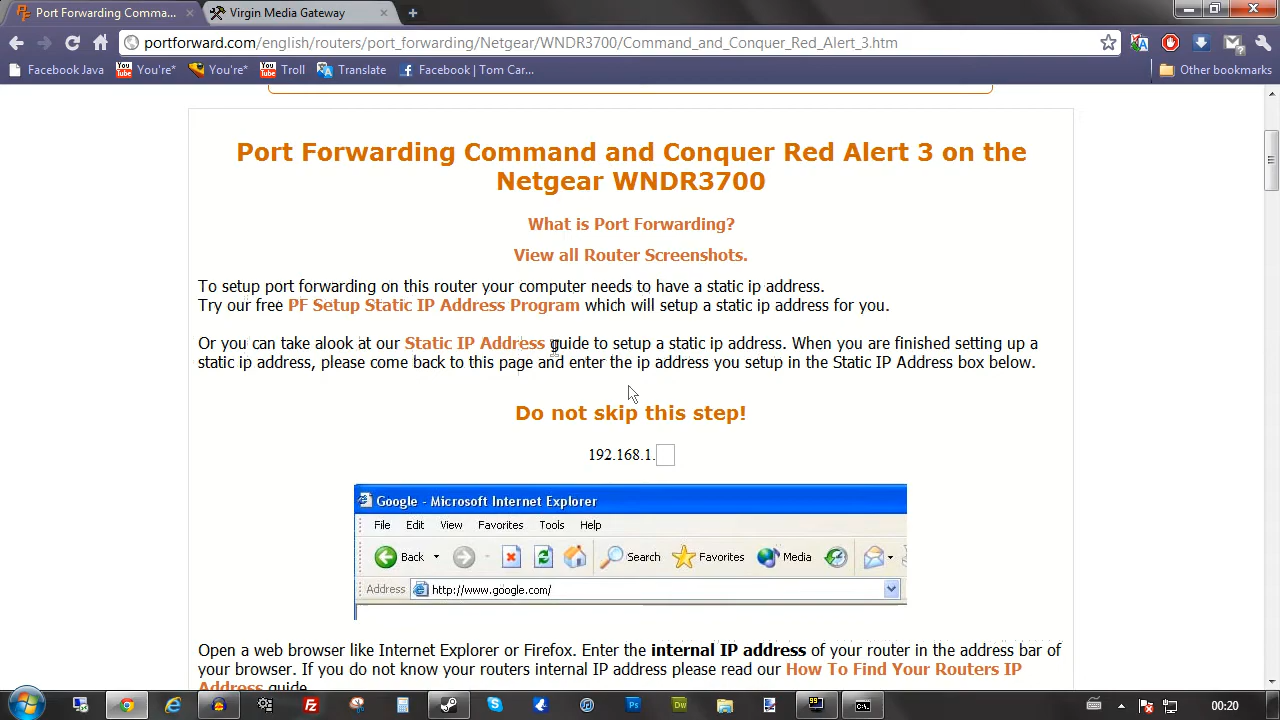 Port Forwarding Comma...
Virgin Media Gateway
portforward.com/english/routers/port_forwarding/Netgear/WNDR3700/Command_and_Conquer_Red_Alert_3.htm
Facebook Java
You're*
You're*
Troll
Translate
Facebook | Tom Car...
Other bookmarks
Port Forwarding Command and Conquer Red Alert 3 on the
Netgear WNDR3700
What is Port Forwarding?
View all Router Screenshots.
To setup port forwarding on this router your computer needs to have a static ip address.
Try our free PF Setup Static IP Address Program which will setup a static ip address for you.
Or you can take alook at our Static IP Address guide to setup a static ip address. When you are finished setting up a
static ip address, please come back to this page and enter the ip address you setup in the Static IP Address box below.
Do not skip this step!
192.168.1.
Google - Microsoft Internet Explorer
File Edit View Favorites Tools Help
Back Search Favorites Media
Address http://www.google.com/
Open a web browser like Internet Explorer or Firefox. Enter the internal IP address of your router in the address bar of
your browser. If you do not know your routers internal IP address please read our How To Find Your Routers IP
Address guide.
00:20